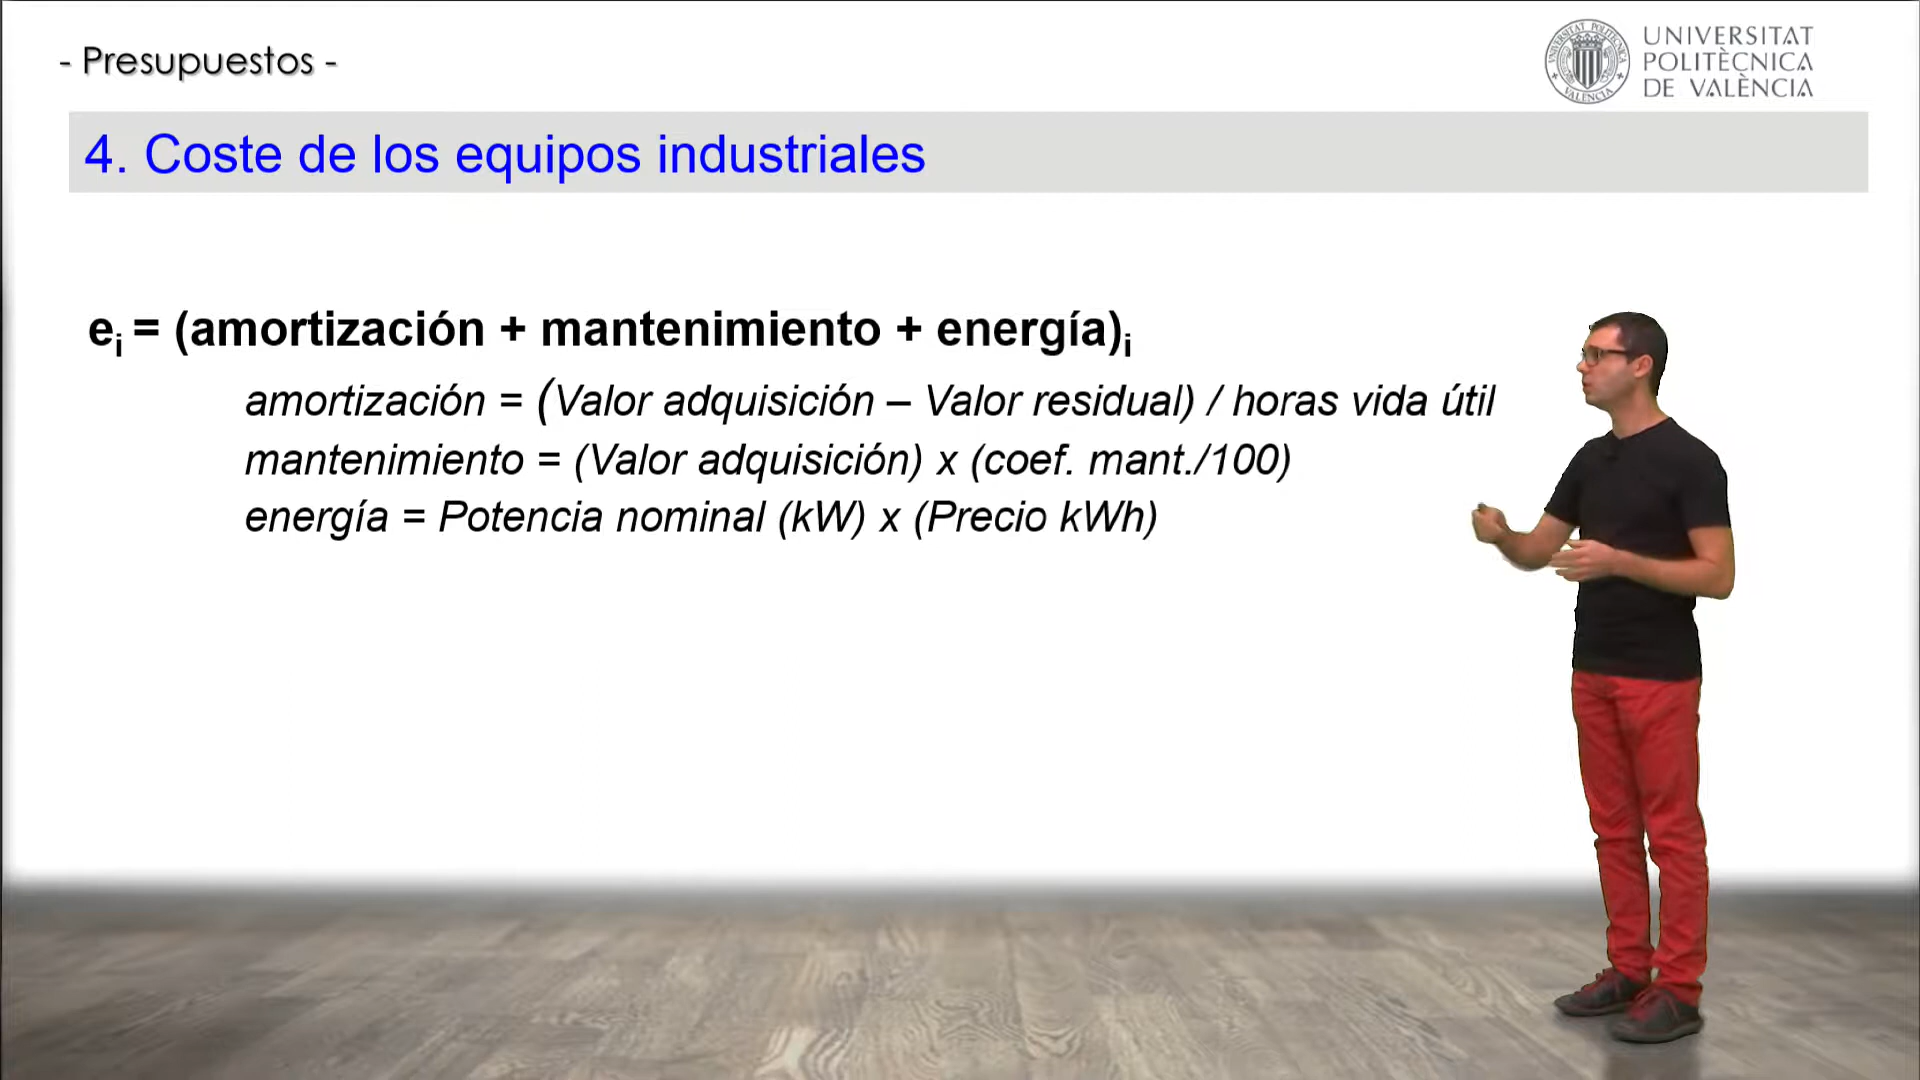 - Presupuestos -
UNIVERSITAT
POLITÈCNICA
DE VALÈNCIA
4. Coste de los equipos industriales
ei = (amortización + mantenimiento + energía)i
amortización = (Valor adquisición – Valor residual) / horas vida útil
mantenimiento = (Valor adquisición) x (coef. mant./100)
energía = Potencia nominal (kW) x (Precio kWh)